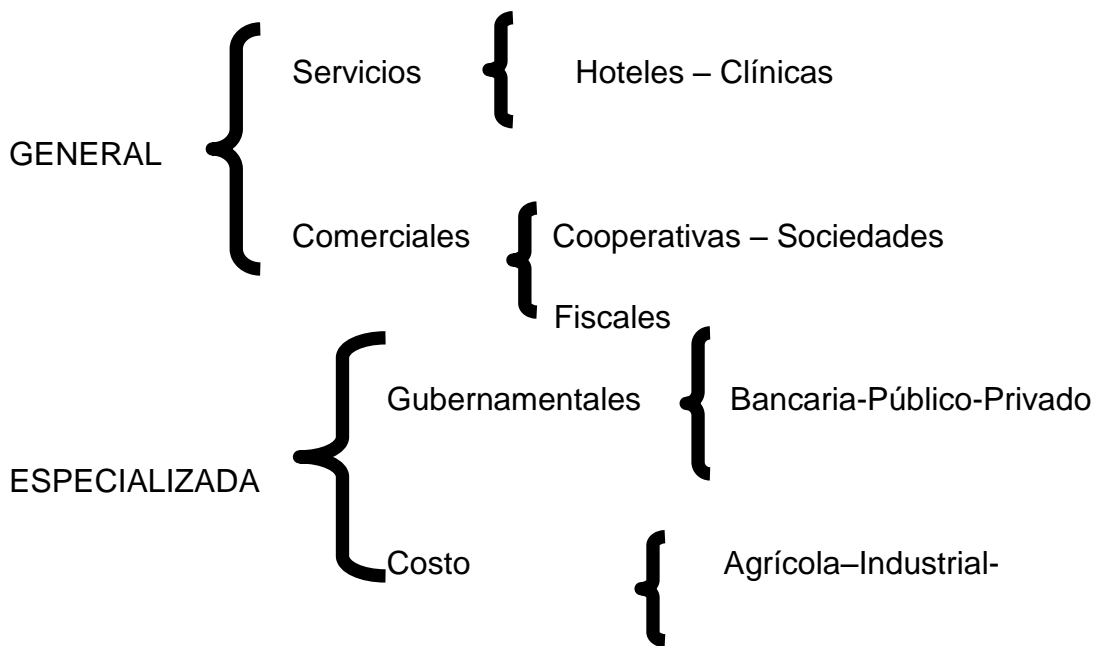 Servicios Hoteles – Clínicas
GENERAL
Comerciales Cooperativas – Sociedades
Fiscales
Gubernamentales Bancaria-Público-Privado
ESPECIALIZADA
Costo Agrícola–Industrial-